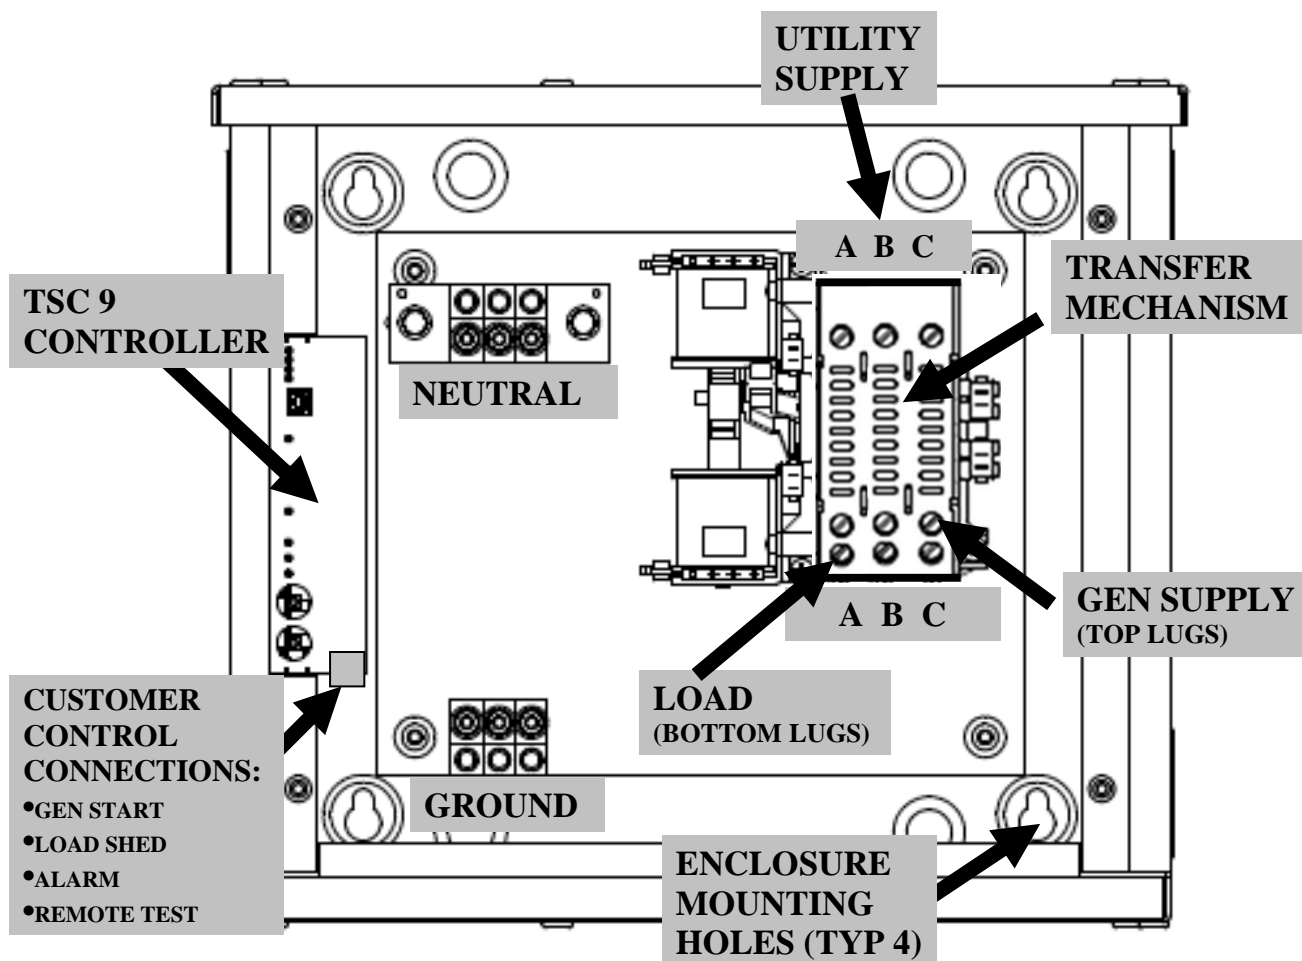 UTILITY
SUPPLY
A B C
TRANSFER
MECHANISM
TSC 9
CONTROLLER
NEUTRAL
GEN SUPPLY
(TOP LUGS)
A B C
LOAD
(BOTTOM LUGS)
CUSTOMER
CONTROL
CONNECTIONS:
•GEN START
•LOAD SHED
•ALARM
•REMOTE TEST
GROUND
ENCLOSURE
MOUNTING
HOLES (TYP 4)